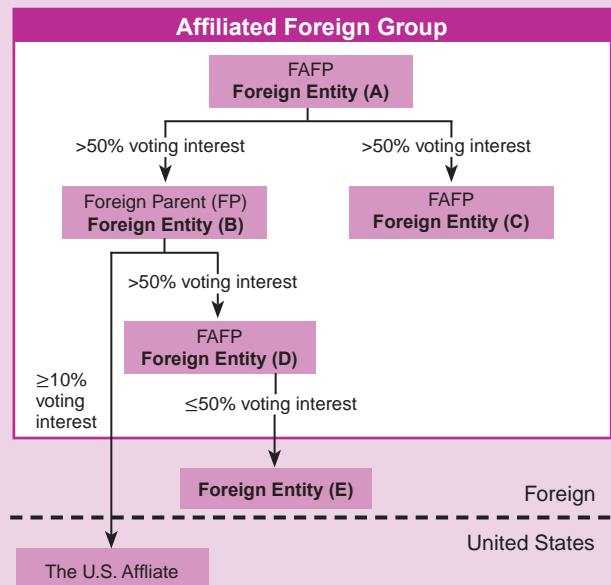 Affiliated Foreign Group
FAFP
Foreign Entity (A)
>50% voting interest
>50% voting interest
Foreign Parent (FP)
Foreign Entity (B)
FAFP
Foreign Entity (C)
>50% voting interest
FAFP
Foreign Entity (D)
≥10%
voting
interest
≤50% voting interest
Foreign Entity (E)
Foreign
United States
The U.S. Affliate